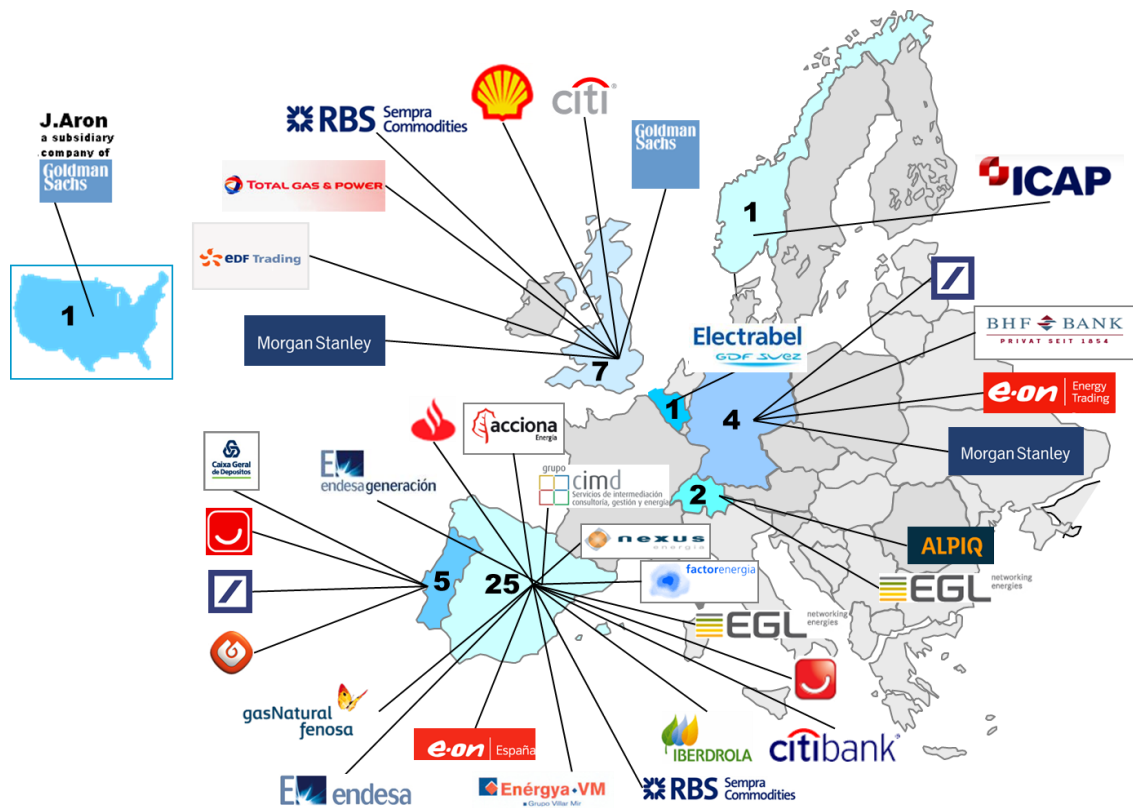 J.Aron
a subsidiary
company of
Goldman
Sachs
1
RBS Sempra
Commodities
citi
Goldman
Sachs
TOTAL GAS & POWER
eDF Trading
Morgan Stanley
7
1
ICAP
Electrabel
GDF SUEZ
1
4
BHF BANK
PRIVAT SEIT 1854
e·on Energy
Trading
Morgan Stanley
2
ALPIQ
EGL networking
energies
Caixa Geral
de Depositos
endesa generación
acciona
Energía
grupo
cimd
Servicios de intermediación
consultoría, gestión y energía
nexus
energía
factorenergia
EGL networking
energies
5
25
gasNatural
fenosa
e·on España
endesa
Enérgya·VM
Grupo Villar Mir
IBERDROLA
citibank
RBS Sempra
Commodities